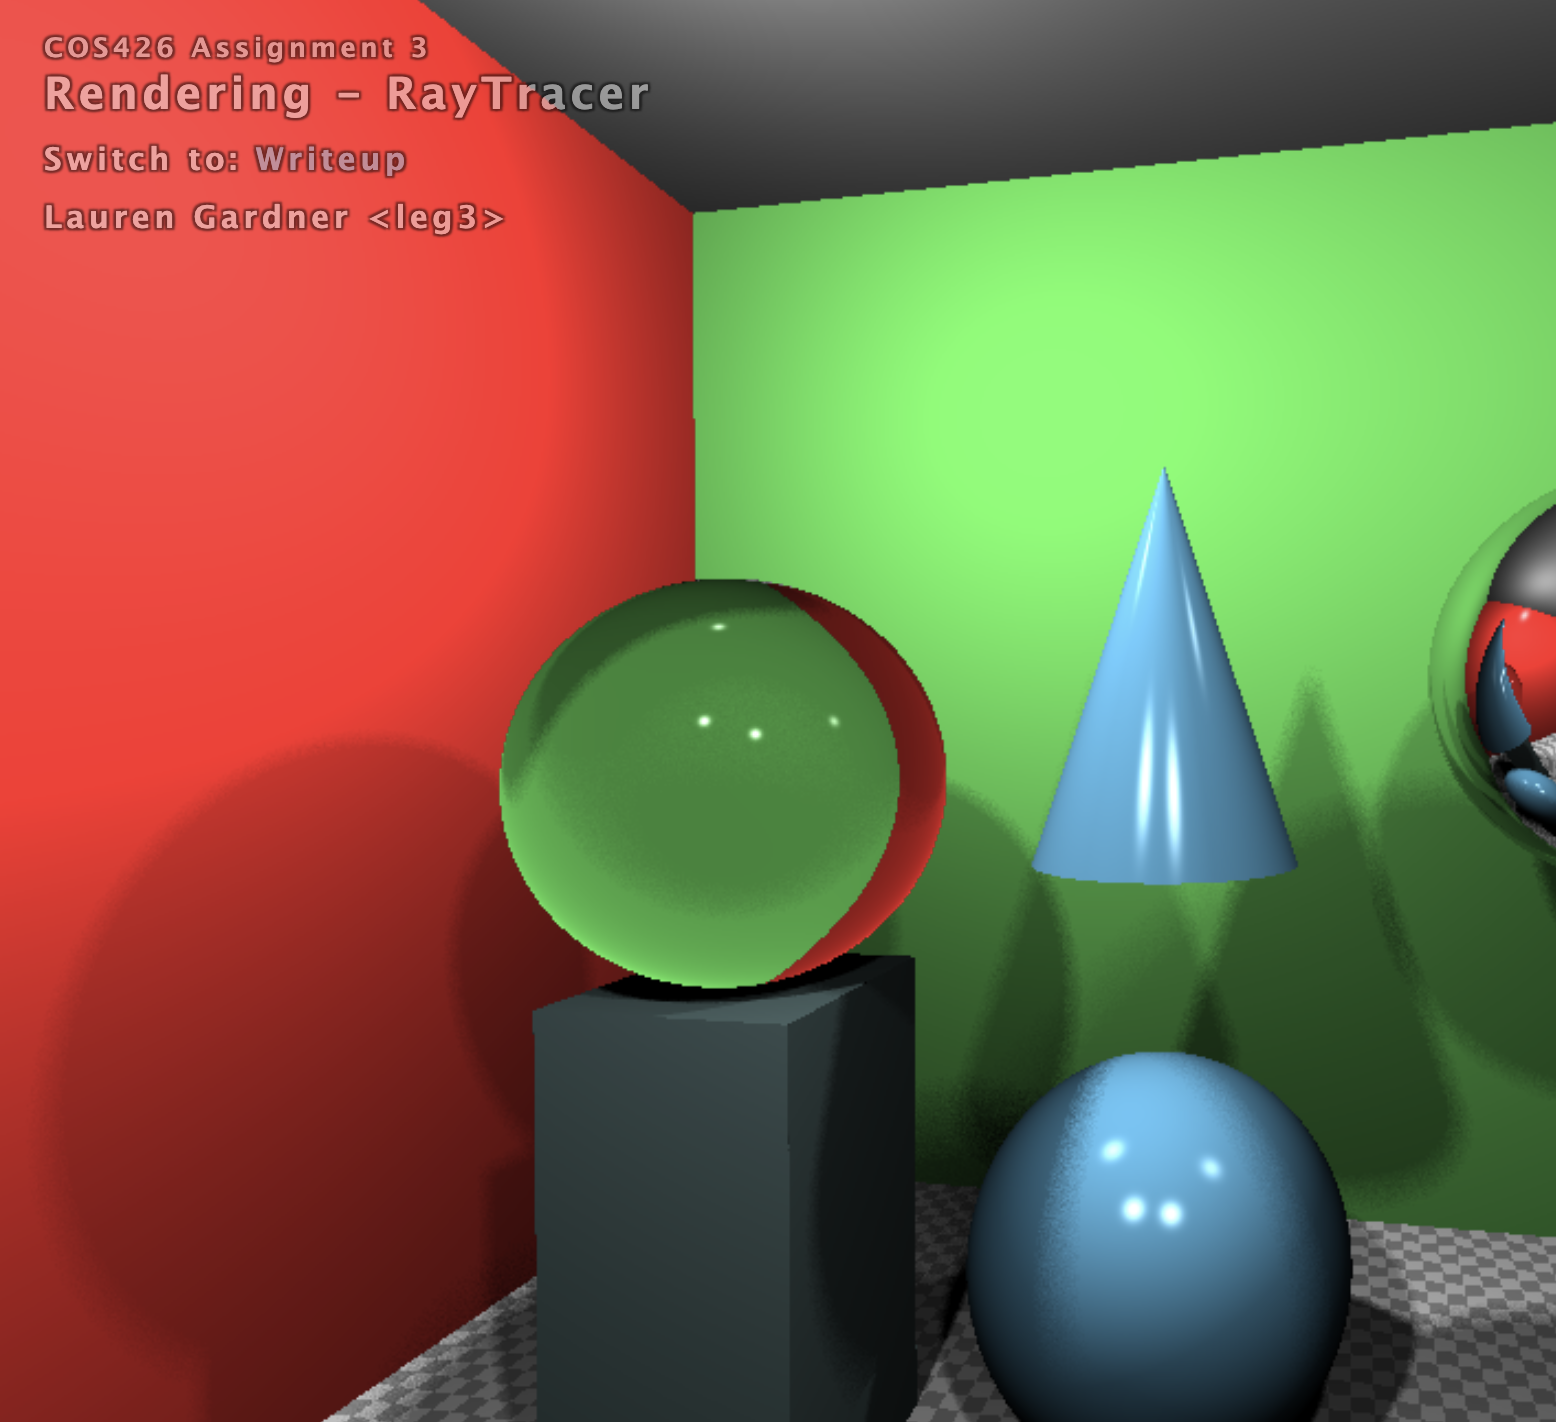 COS426 Assignment 3
Rendering – RayTracer
Switch to: Writeup
Lauren Gardner <leg3>